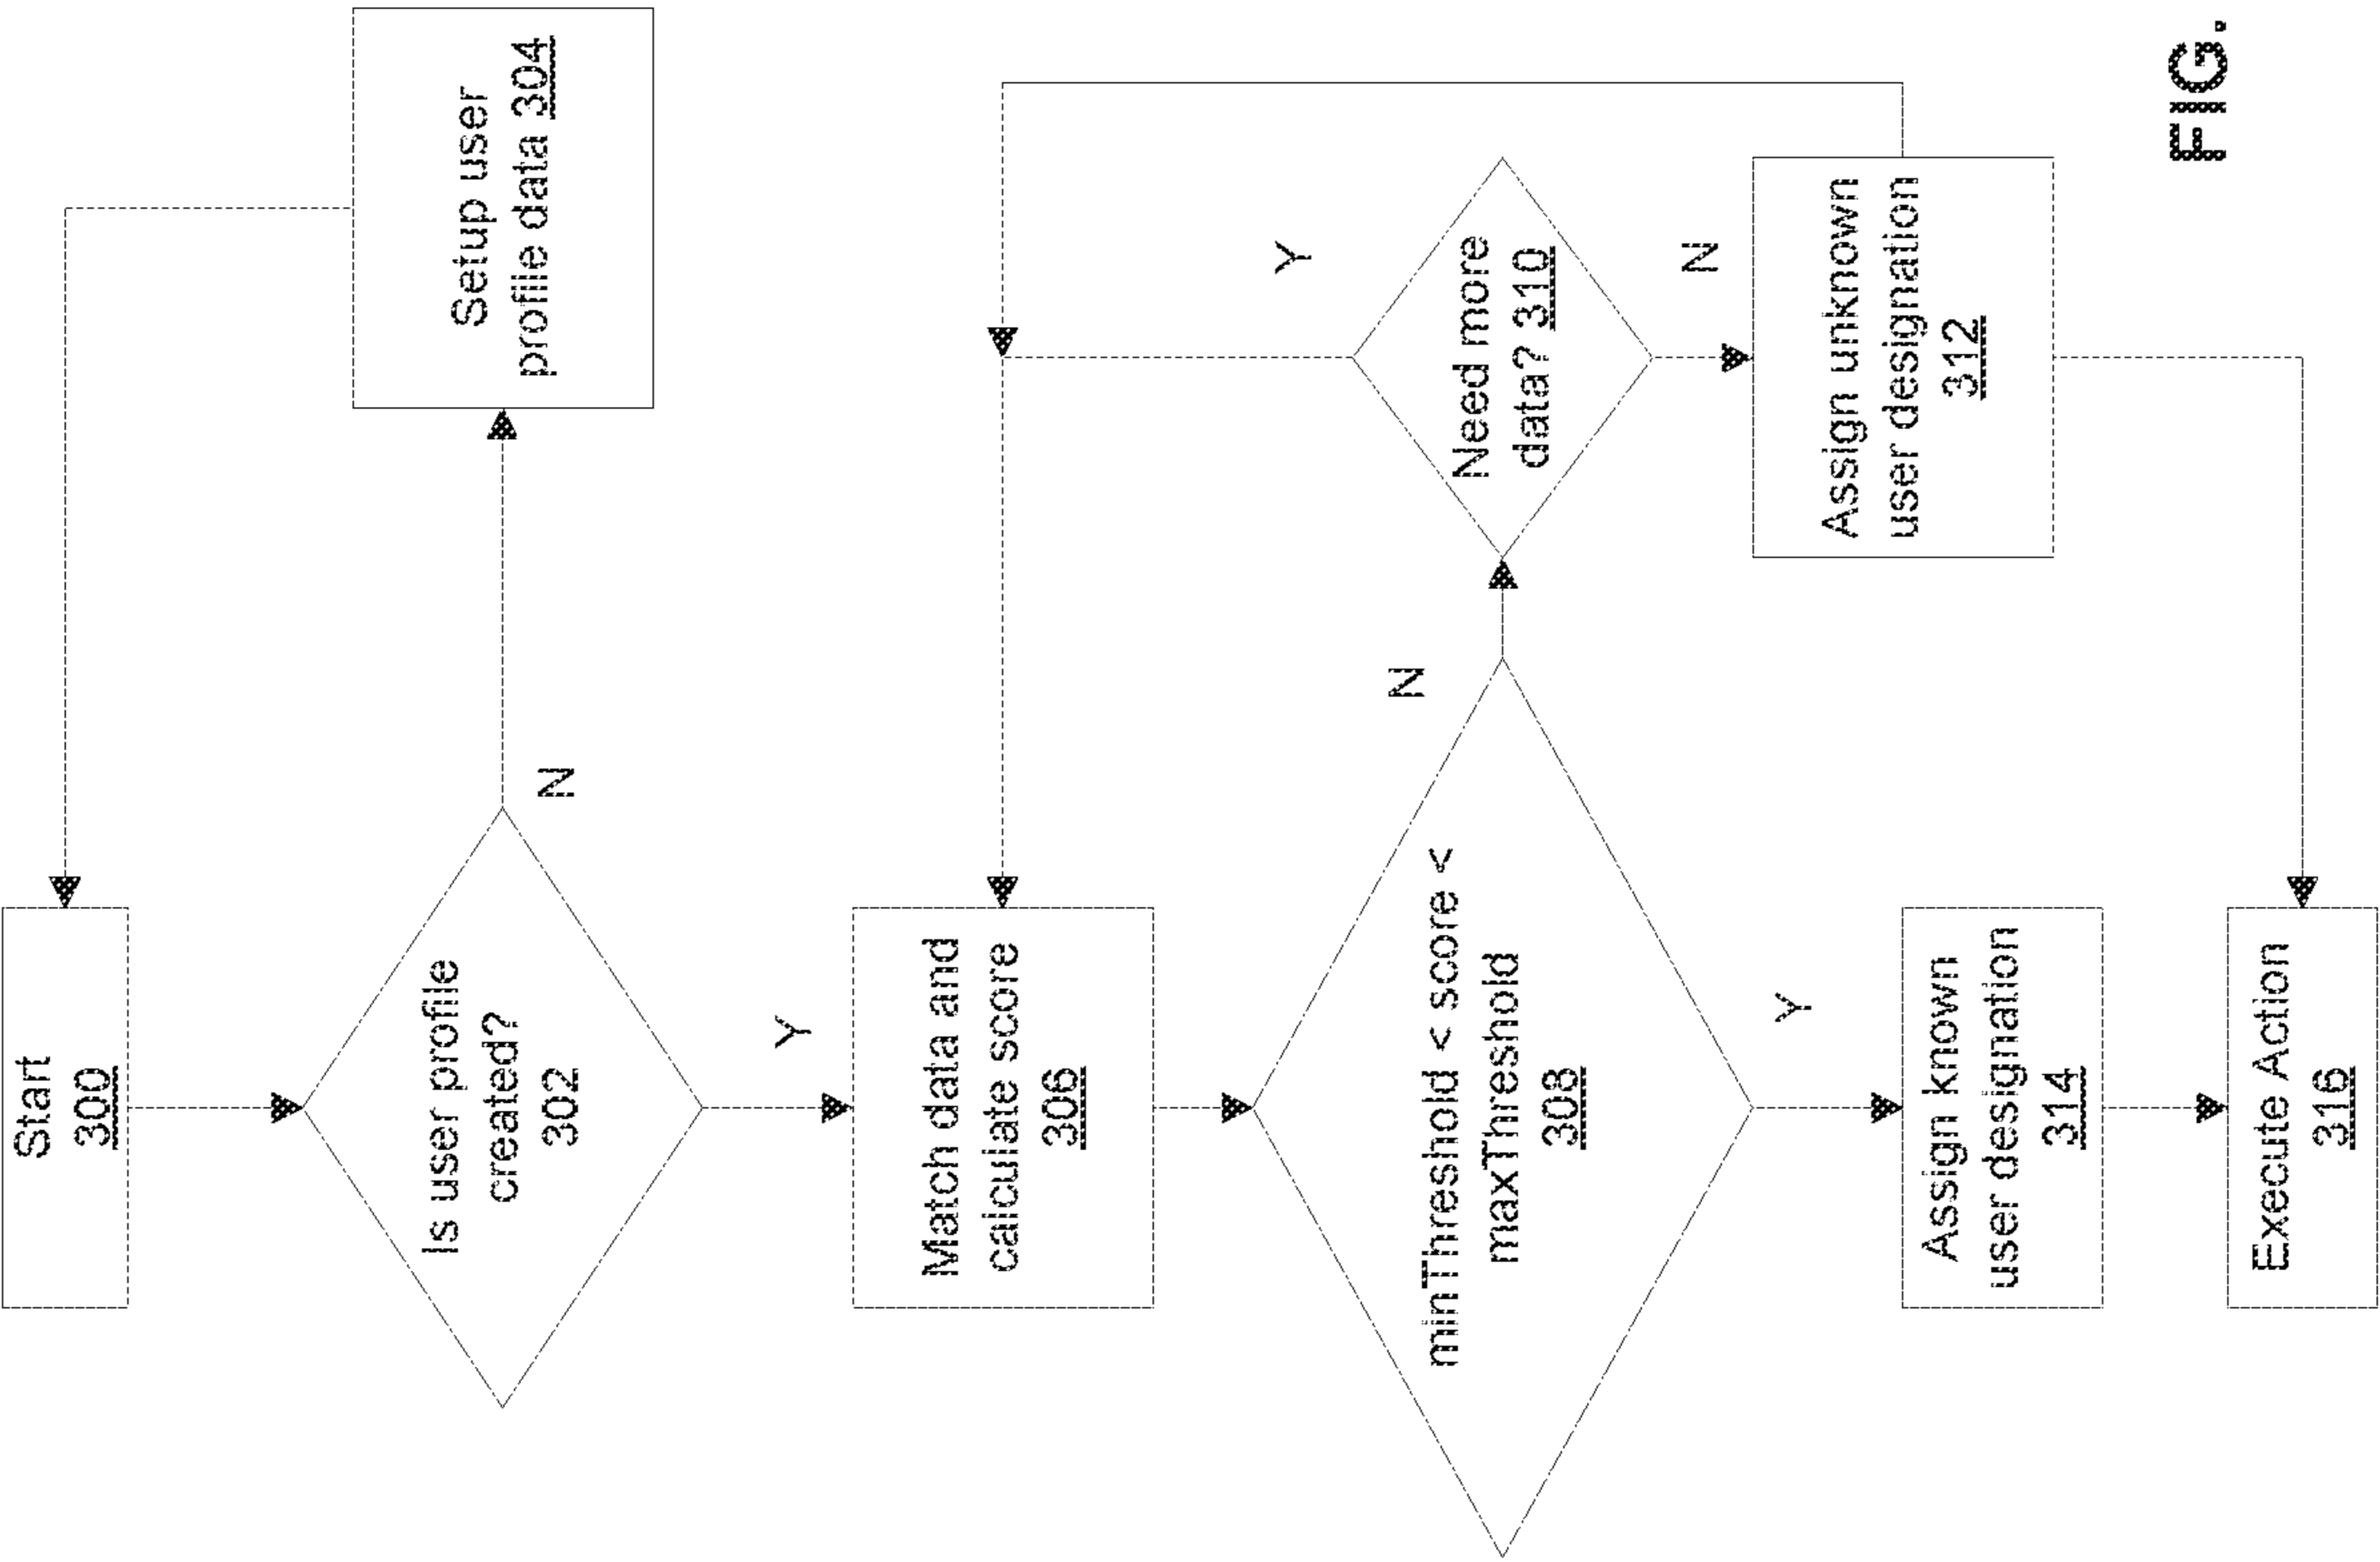 Start
300
Is user profile
created?
302
N
Setup user
profile data 304
Y
Match data and
calculate score
306
minThreshold < score <
maxThreshold
308
N
Need more
data? 310
Y
N
Assign unknown
user designation
312
Y
Assign known
user designation
314
Execute Action
316
FIG.